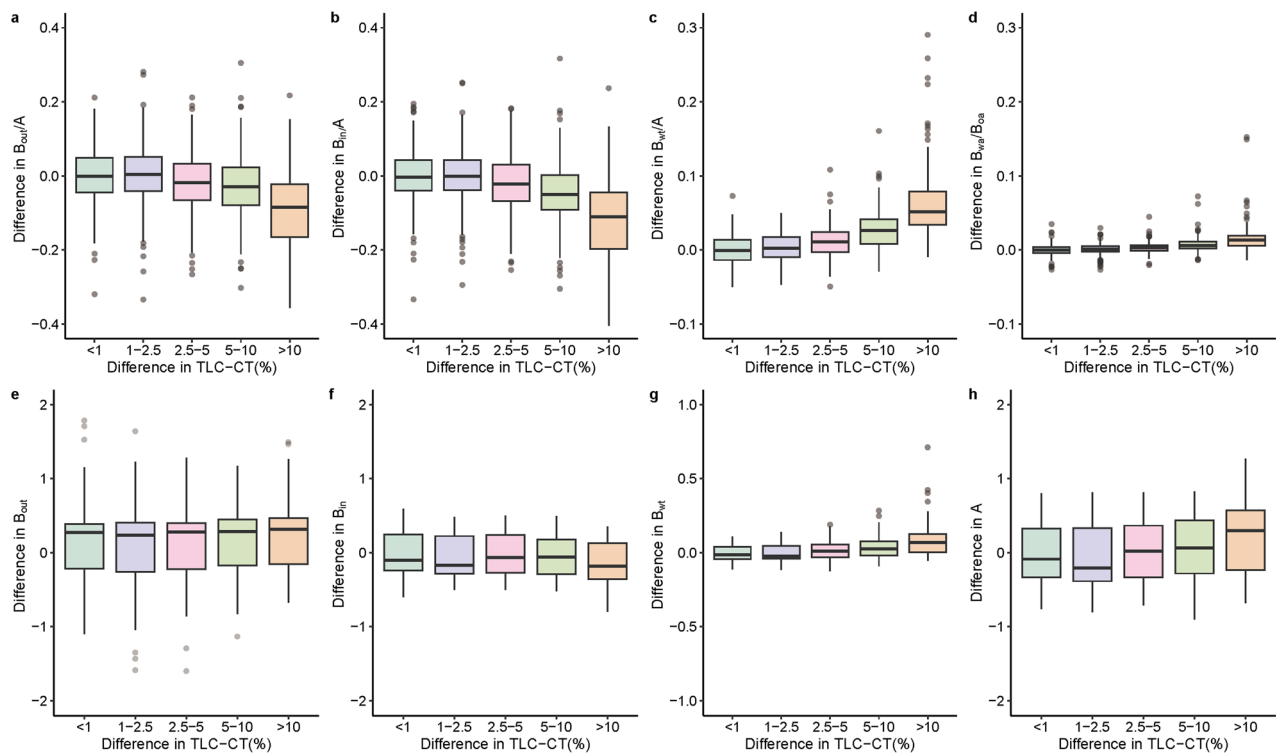 a
Difference in Bout/A
0.4
0.2
0.0
−0.2
−0.4
<1 1−2.5 2.5−5 5−10 >10
Difference in TLC−CT(%)
b
Difference in Bin/A
0.4
0.2
0.0
−0.2
−0.4
<1 1−2.5 2.5−5 5−10 >10
Difference in TLC−CT(%)
c
Difference in Bwt/A
0.3
0.2
0.1
0.0
−0.1
<1 1−2.5 2.5−5 5−10 >10
Difference in TLC−CT(%)
d
Difference in Bwa/Boa
0.3
0.2
0.1
0.0
−0.1
<1 1−2.5 2.5−5 5−10 >10
Difference in TLC−CT(%)
e
Difference in Bout
2
1
0
−1
−2
<1 1−2.5 2.5−5 5−10 >10
Difference in TLC−CT(%)
f
Difference in Bin
2
1
0
−1
−2
<1 1−2.5 2.5−5 5−10 >10
Difference in TLC−CT(%)
g
Difference in Bwt
1.0
0.5
0.0
−0.5
−1.0
<1 1−2.5 2.5−5 5−10 >10
Difference in TLC−CT(%)
h
Difference in A
2
1
0
−1
−2
<1 1−2.5 2.5−5 5−10 >10
Difference in TLC−CT(%)